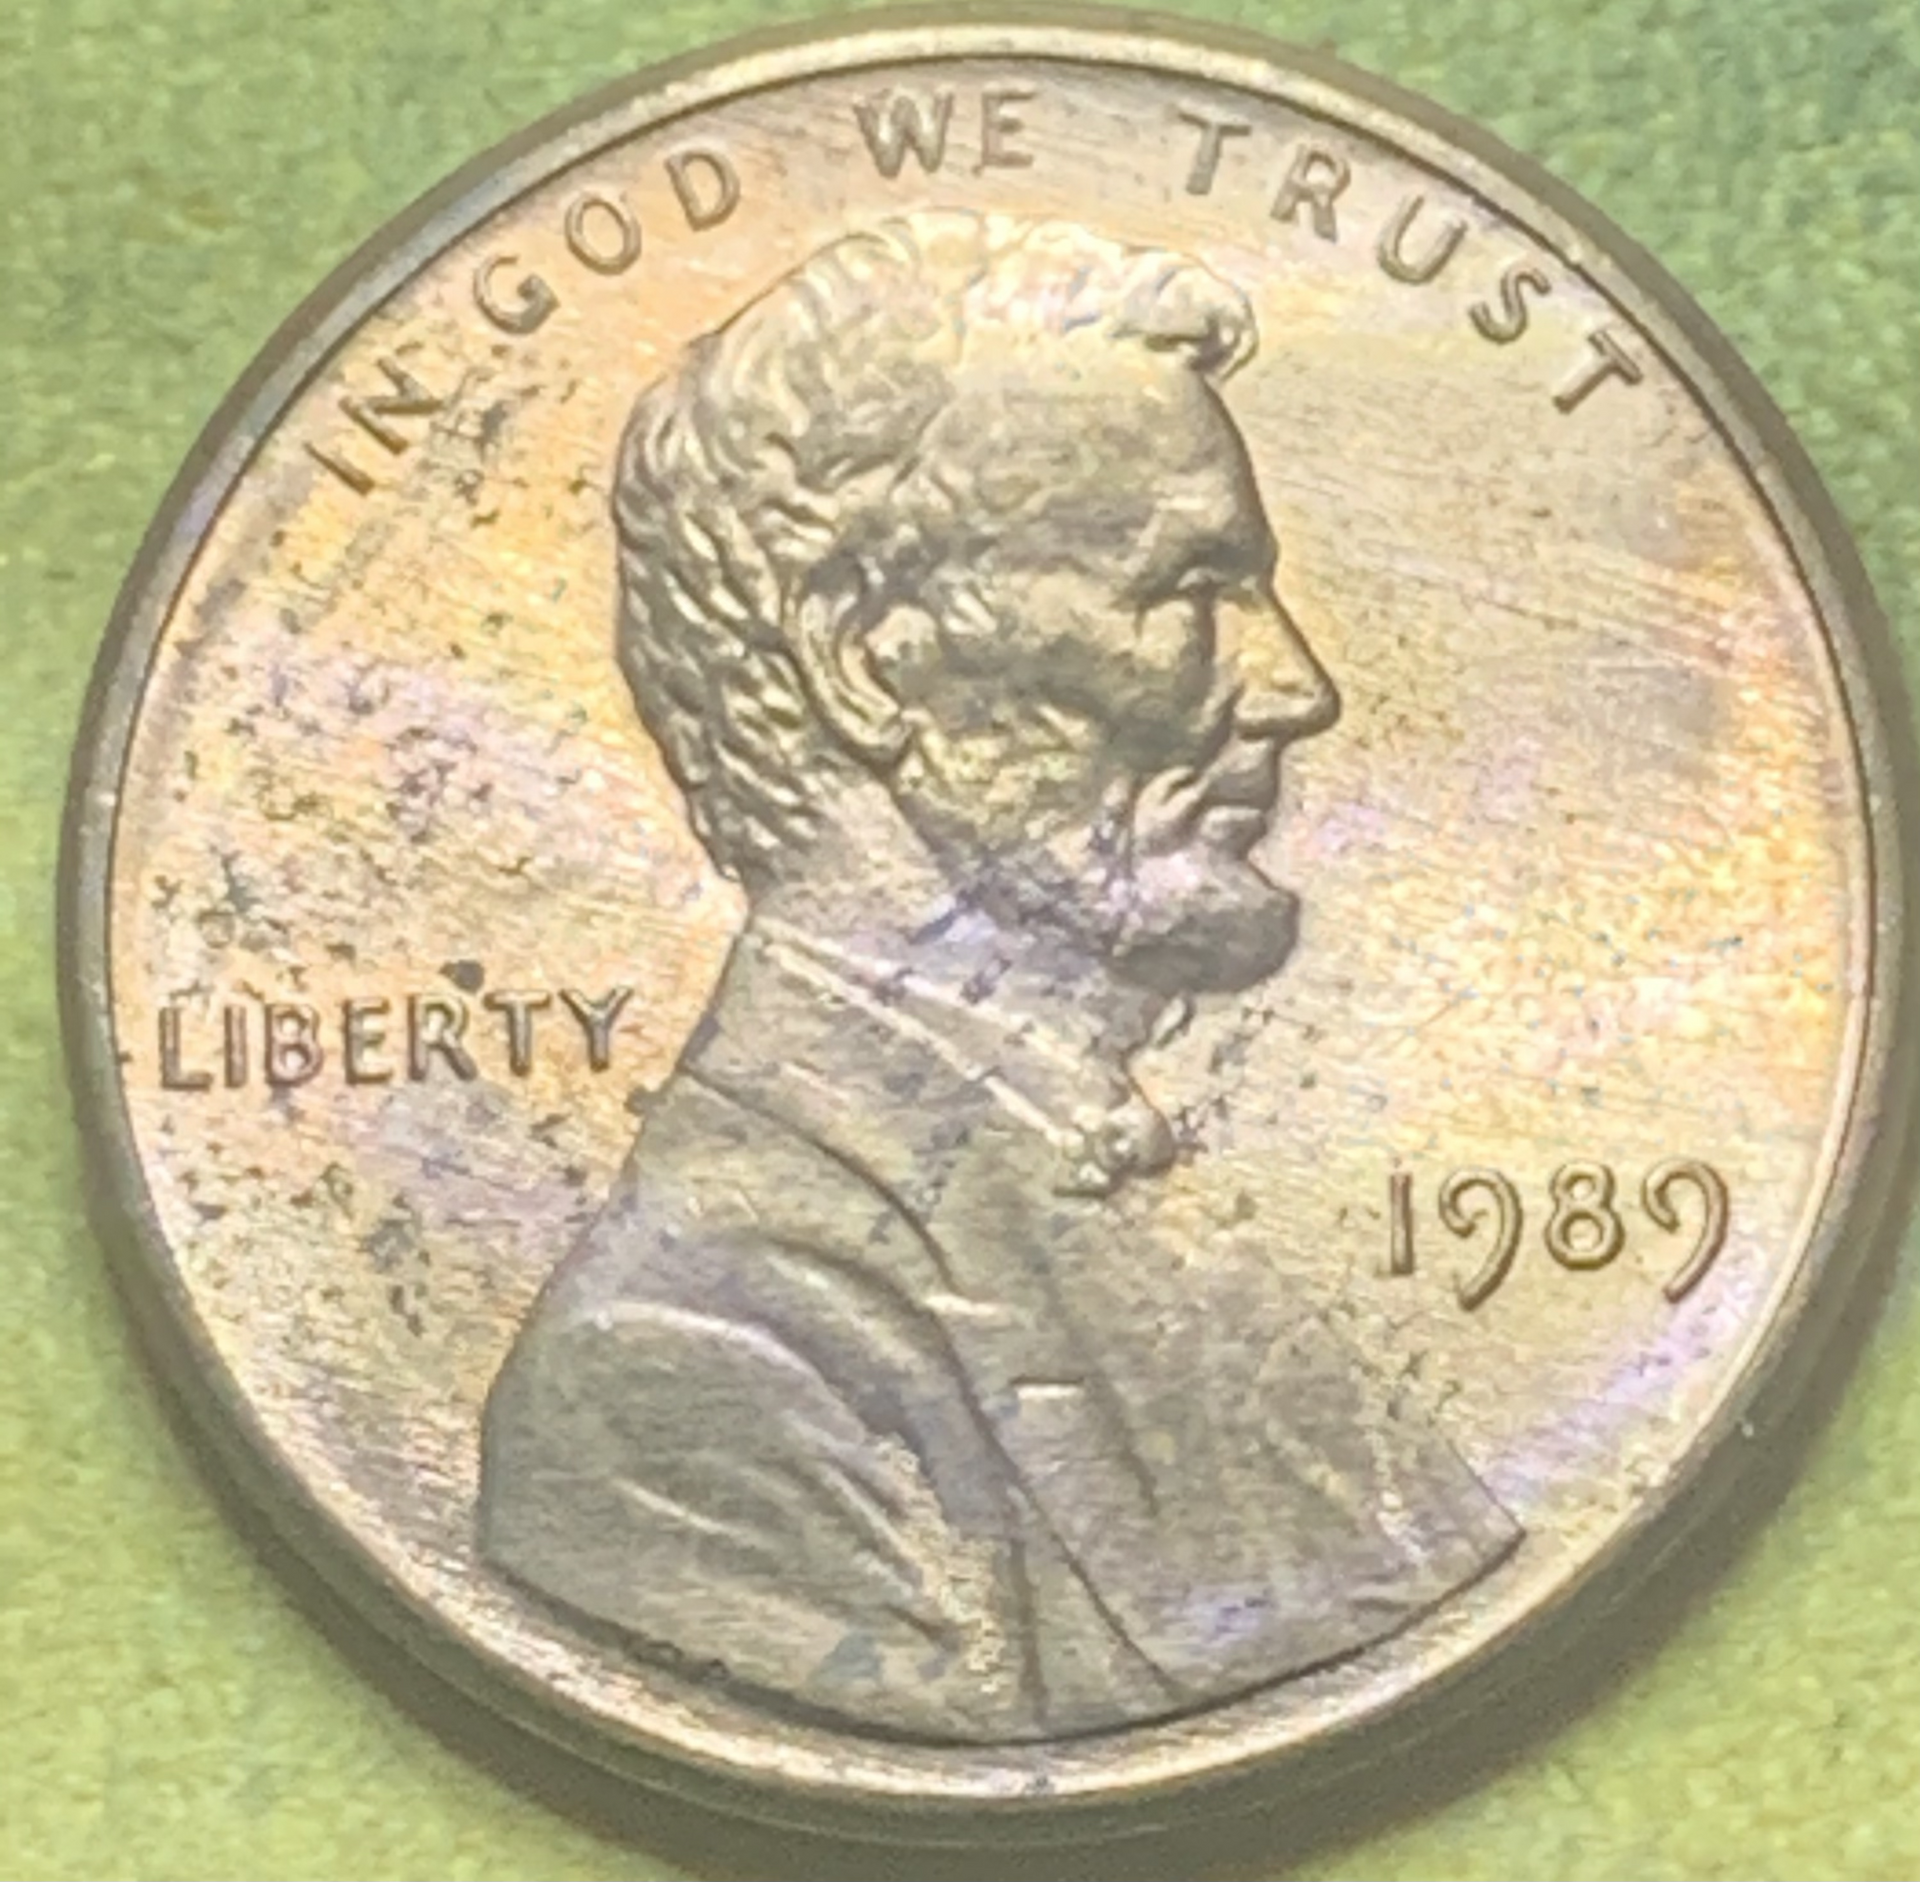 IN GOD WE TRUST
LIBERTY
1989